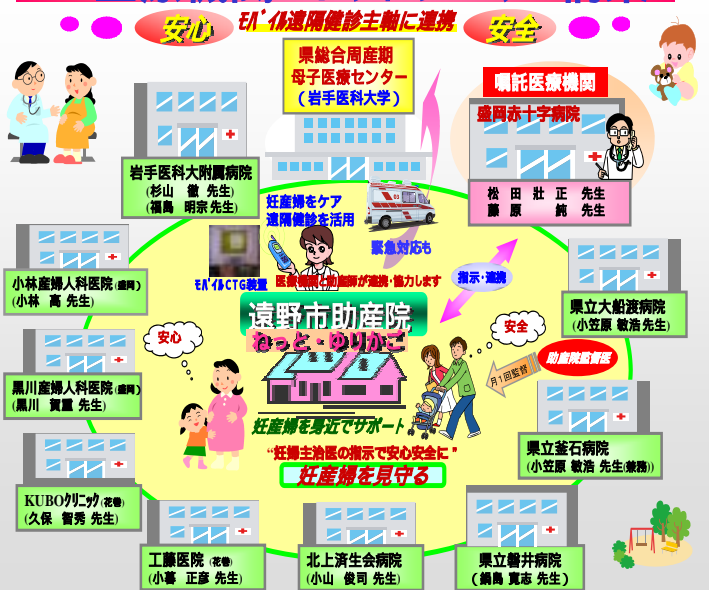 安心
ﾓﾊﾞｲﾙ遠隔健診主軸に連携
安全
県総合周産期
母子医療センター
(岩手医科大学)
嘱託医療機関
盛岡赤十字病院
松田 壯正 先生
藤原 純 先生
岩手医科大附属病院
(杉山 徹 先生)
(福島 明宗 先生)
妊産婦をケア
遠隔健診を活用
緊急対応も
ﾓﾊﾞｲﾙCTG装置
医療機関と助産師が連携・協力します
指示・連携
小林産婦人科医院(盛岡)
(小林 高 先生)
県立大船渡病院
(小笠原 敏浩 先生)
遠野市助産院
ねっと・ゆりかご
安心
安全
助産院監督医
月1回監督
黒川産婦人科医院(盛岡)
(黒川 賀重 先生)
妊産婦を身近でサポート
県立釜石病院
(小笠原 敏浩 先生(兼務))
“妊婦主治医の指示で安心安全に”
妊産婦を見守る
KUBOクリニック(花巻)
(久保 智秀 先生)
工藤医院 (花巻)
(小暮 正彦 先生)
北上済生会病院
(小山 俊司 先生)
県立磐井病院
(鍋島 寛志 先生)